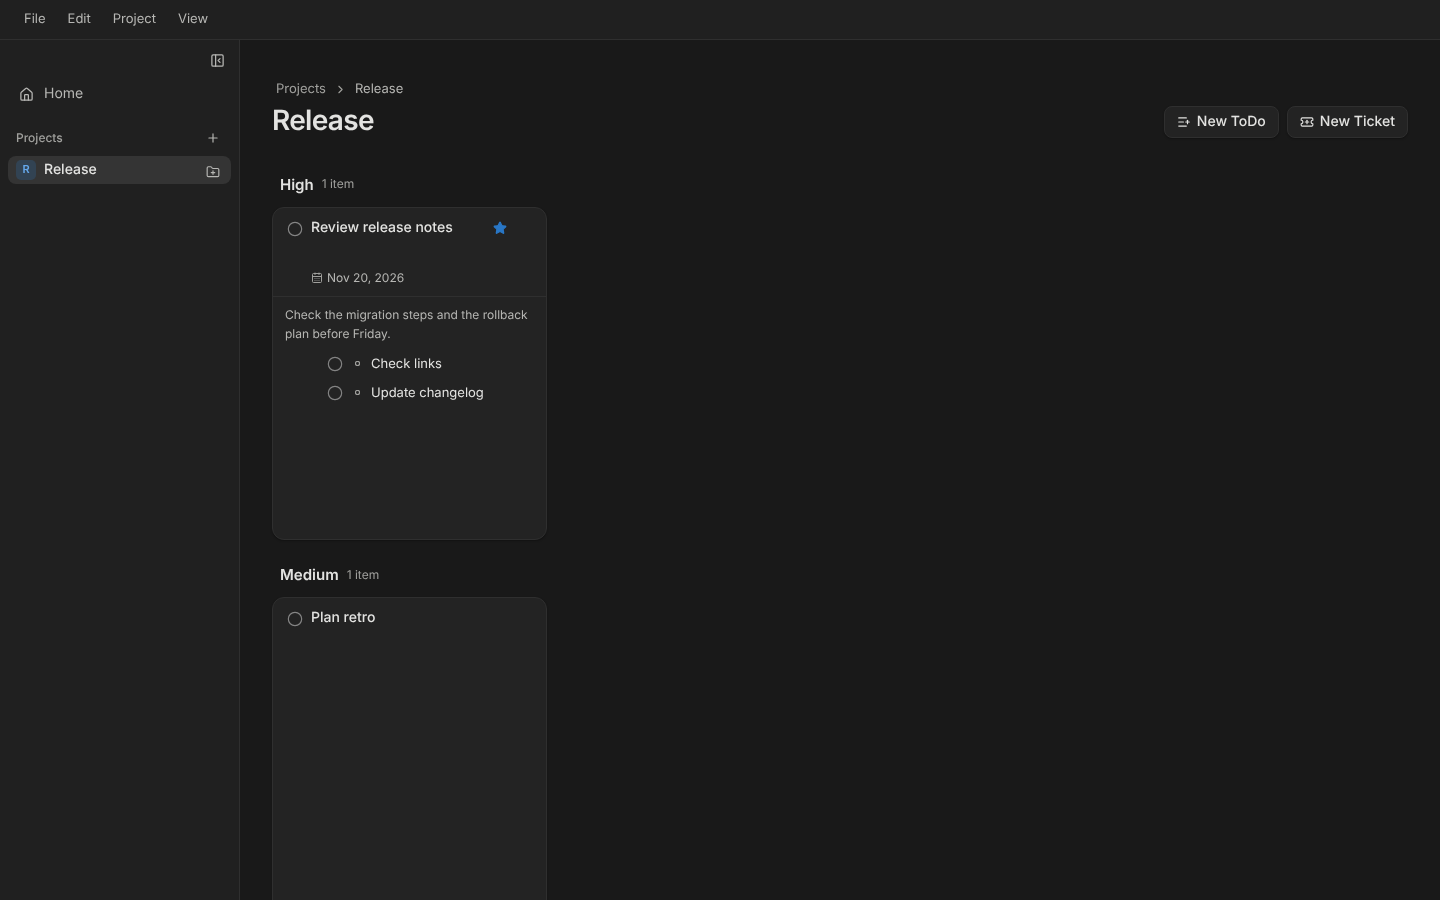 File Edit Project View
Home
Projects
R Release
Projects > Release
Release
New ToDo New Ticket
High 1 item
Review release notes
Nov 20, 2026
Check the migration steps and the rollback
plan before Friday.
Check links
Update changelog
Medium 1 item
Plan retro